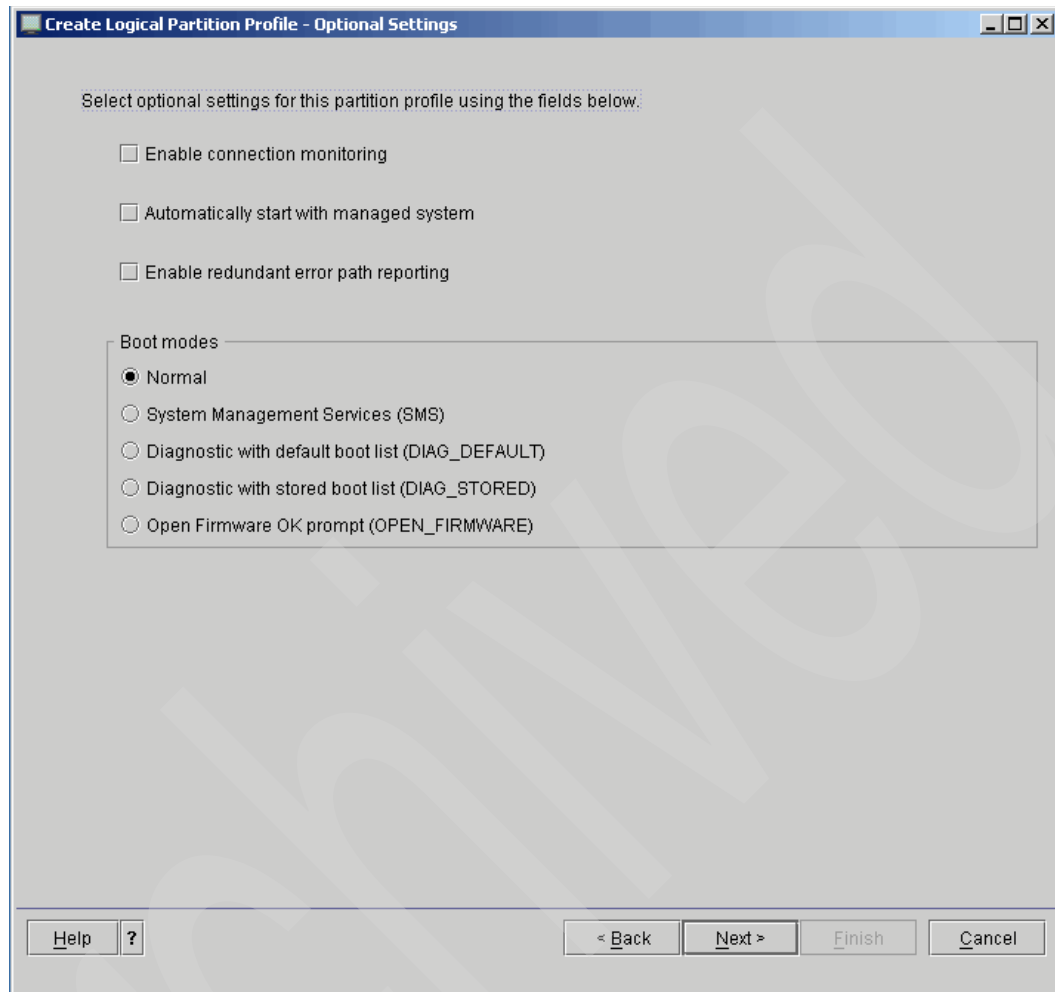 Create Logical Partition Profile - Optional Settings
Select optional settings for this partition profile using the fields below.
Enable connection monitoring
Automatically start with managed system
Enable redundant error path reporting
Boot modes
Normal
System Management Services (SMS)
Diagnostic with default boot list (DIAG_DEFAULT)
Diagnostic with stored boot list (DIAG_STORED)
Open Firmware OK prompt (OPEN_FIRMWARE)
Help ? < Back Next > Finish Cancel